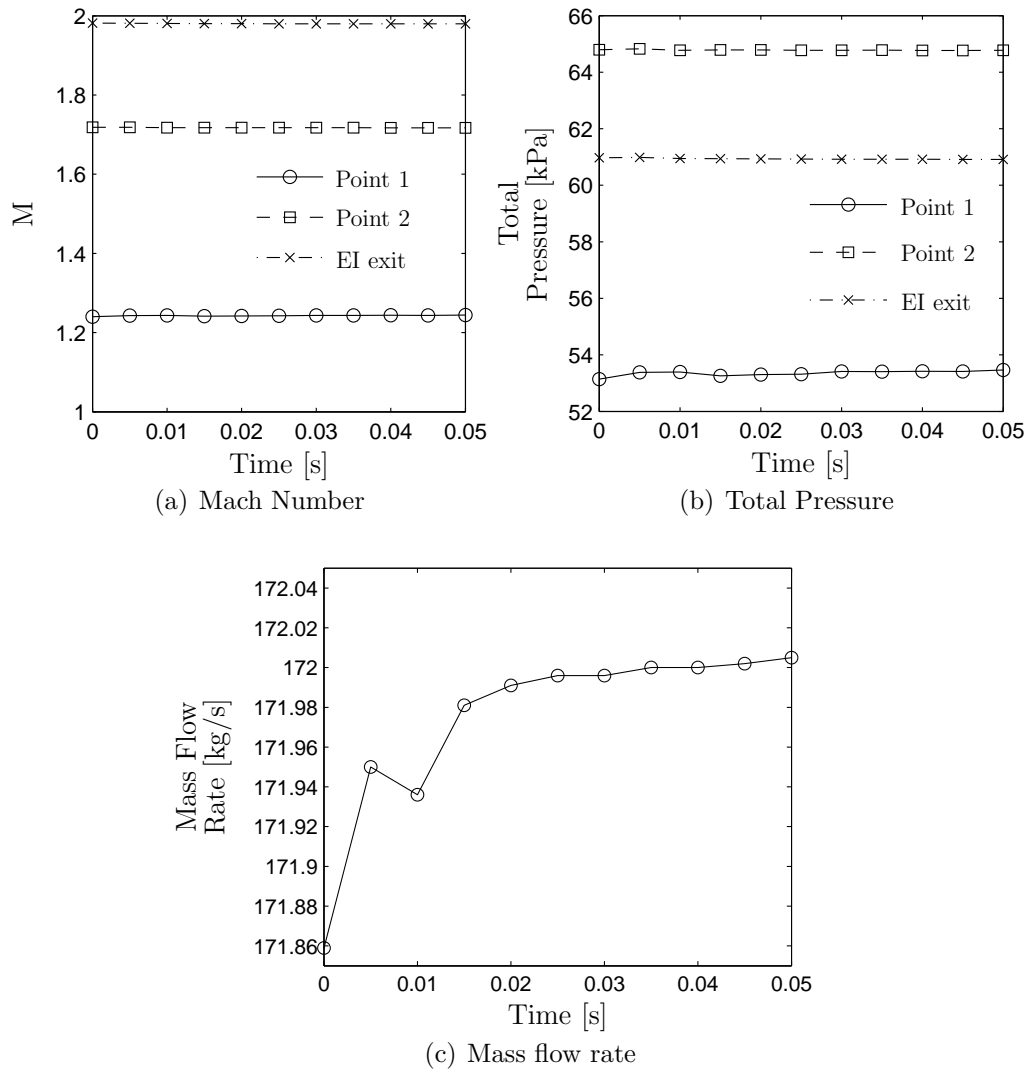 2
1.8
1.6
1.4
1.2
1
M
Point 1
Point 2
EI exit
0 0.01 0.02 0.03 0.04 0.05
Time [s]
(a) Mach Number
66
64
62
60
58
56
54
52
Total
Pressure [kPa]
Point 1
Point 2
EI exit
0 0.01 0.02 0.03 0.04 0.05
Time [s]
(b) Total Pressure
172.04
172.02
172
171.98
171.96
171.94
171.92
171.9
171.88
171.86
Mass Flow
Rate [kg/s]
0 0.01 0.02 0.03 0.04 0.05
Time [s]
(c) Mass flow rate